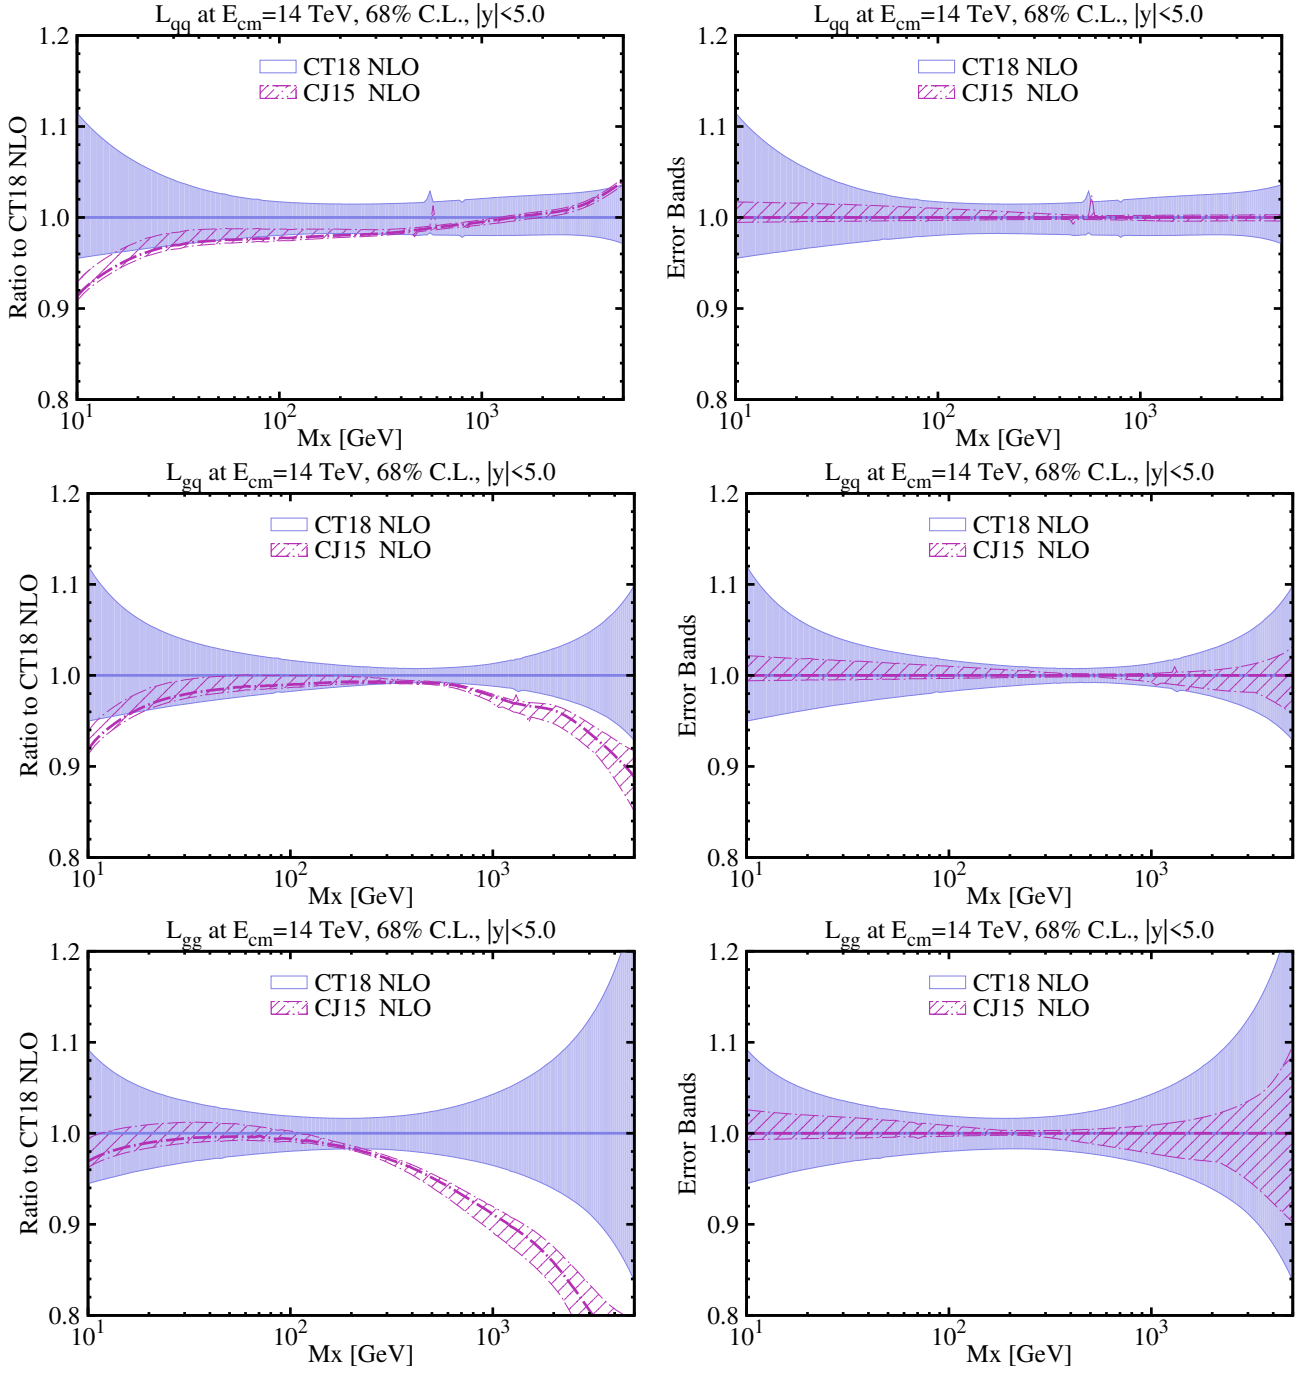 L_qq at E_cm=14 TeV, 68% C.L., |y|<5.0
1.2
1.1
1.0
0.9
0.8
Ratio to CT18 NLO
CT18 NLO
CJ15 NLO
10^1
10^2
10^3
Mx [GeV]
L_qq at E_cm=14 TeV, 68% C.L., |y|<5.0
1.2
1.1
1.0
0.9
0.8
Error Bands
CT18 NLO
CJ15 NLO
10^1
10^2
10^3
Mx [GeV]
L_gq at E_cm=14 TeV, 68% C.L., |y|<5.0
1.2
1.1
1.0
0.9
0.8
Ratio to CT18 NLO
CT18 NLO
CJ15 NLO
10^1
10^2
10^3
Mx [GeV]
L_gq at E_cm=14 TeV, 68% C.L., |y|<5.0
1.2
1.1
1.0
0.9
0.8
Error Bands
CT18 NLO
CJ15 NLO
10^1
10^2
10^3
Mx [GeV]
L_gg at E_cm=14 TeV, 68% C.L., |y|<5.0
1.2
1.1
1.0
0.9
0.8
Ratio to CT18 NLO
CT18 NLO
CJ15 NLO
10^1
10^2
10^3
Mx [GeV]
L_gg at E_cm=14 TeV, 68% C.L., |y|<5.0
1.2
1.1
1.0
0.9
0.8
Error Bands
CT18 NLO
CJ15 NLO
10^1
10^2
10^3
Mx [GeV]